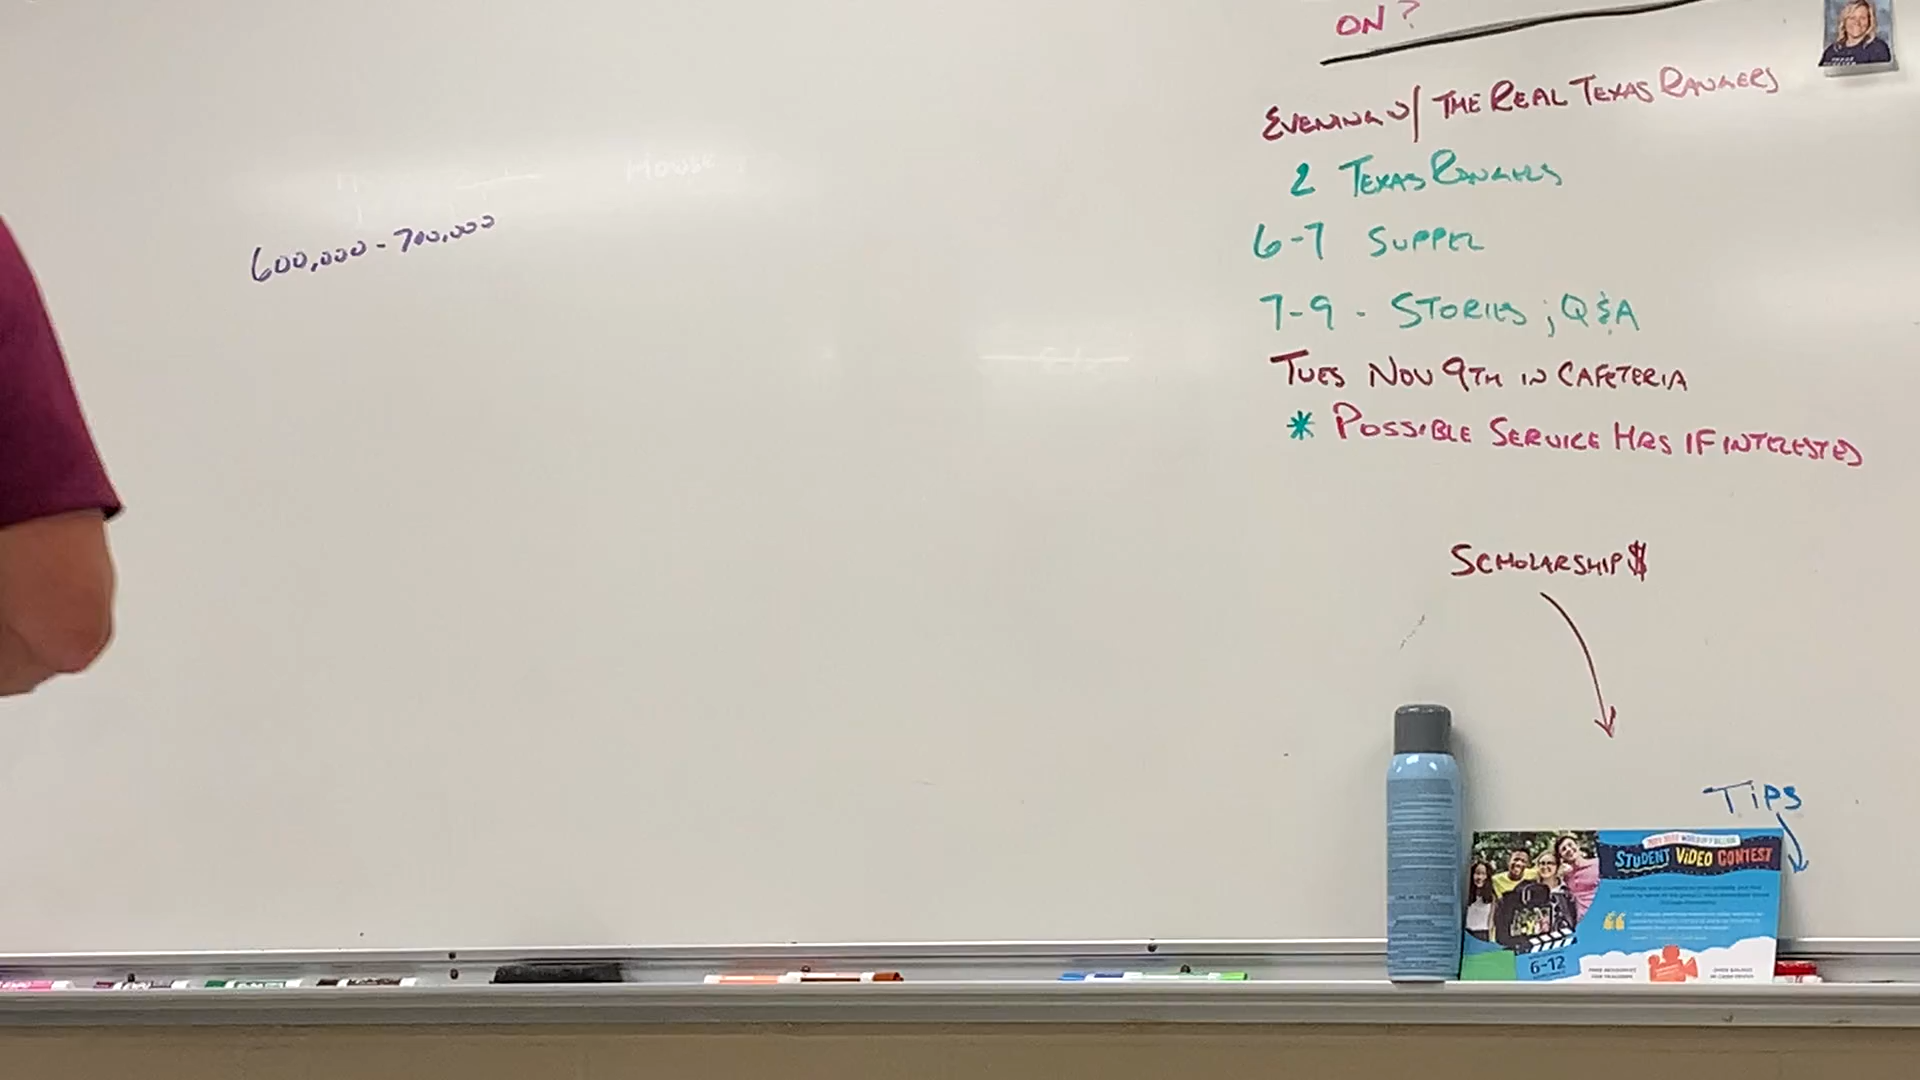 ON?
EVENING W/ THE REAL TEXAS RANGERS
2 TEXAS RANGERS
6-7 SUPPER
7-9 - STORIES ; Q&A
TUES NOV 9TH IN CAFETERIA
* POSSIBLE SERVICE HRS IF INTERESTED
600,000 - 700,000
House
SCHOLARSHIP$
TiPS
STUDENT VIDEO CONTEST
6-12